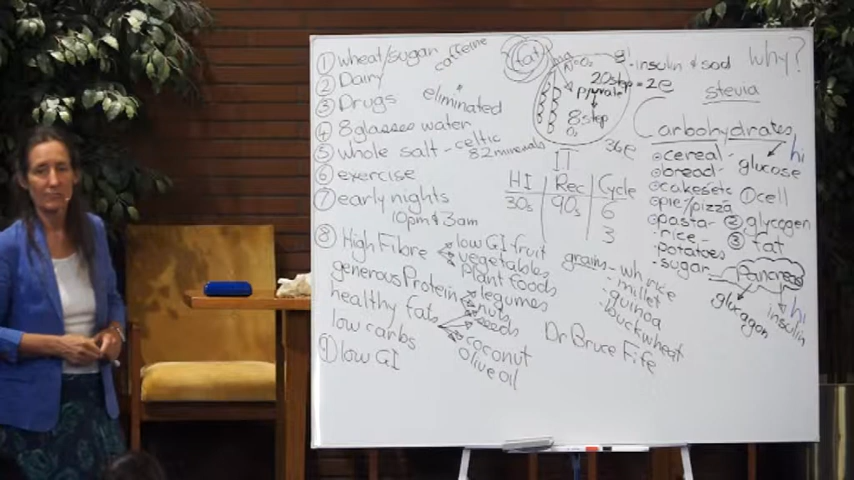 ① wheat/sugar caffeine
② Dairy
③ Drugs eliminated
④ 8 glasses water
⑤ whole salt - celtic
82 minerals
⑥ exercise
⑦ early nights
10pm & 3am
⑧ High Fibre
generous Protein
healthy fats
low carbs
⑨ low GI
low GI fruit
vegetables
Plant foods
legumes
nuts
seeds
coconut
olive oil
fat
20step = 2e
pyruvate
8step
O₂
36e
IT
HI Rec Cycle
30s 90s 6
3
grains - wh rice
millet
quinoa
buckwheat
Dr Bruce Fife
insulin & sod
Why?
stevia
Carbohydrates
cereal - glucose hi
bread
cakes etc
pie/pizza
pasta
rice
potatoes
sugar
① cell
② glycogen
③ fat
Pancreas
glucagon
insulin hi